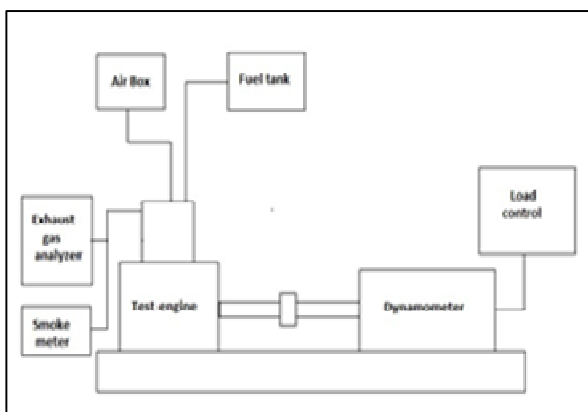 Air Box
Fuel tank
Load
control
Exhaust
gas
analyzer
Test-engine
Dynamometer
Smoke
meter